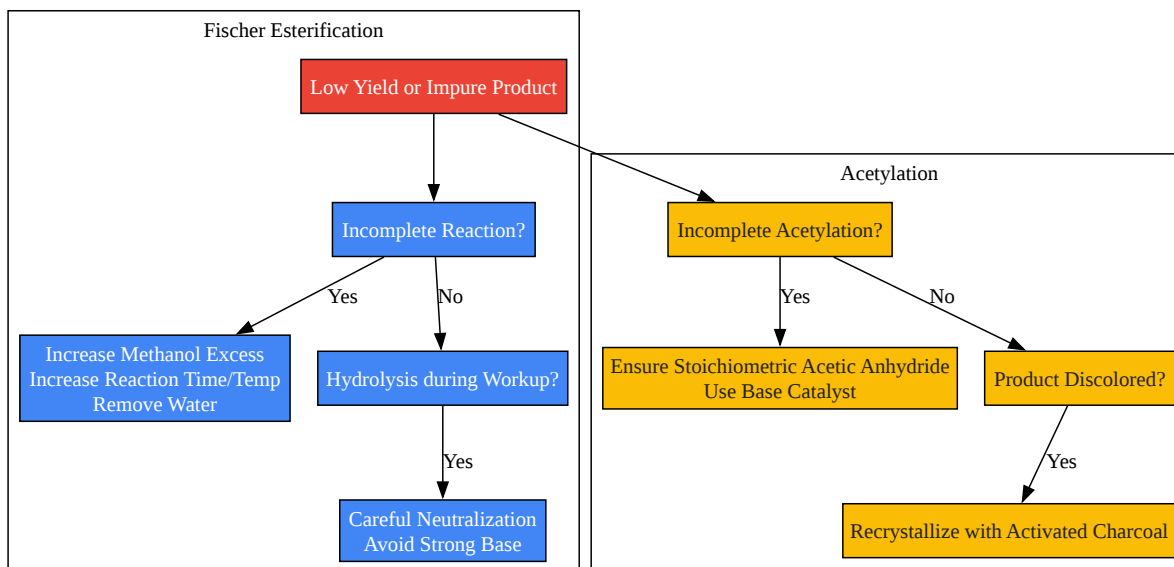 Fischer Esterification
Low Yield or Impure Product
Acetylation
Incomplete Reaction?
Incomplete Acetylation?
Yes
No
Yes
No
Increase Methanol Excess
Increase Reaction Time/Temp
Remove Water
Hydrolysis during Workup?
Ensure Stoichiometric Acetic Anhydride
Use Base Catalyst
Product Discolored?
Yes
Yes
Careful Neutralization
Avoid Strong Base
Recrystallize with Activated Charcoal